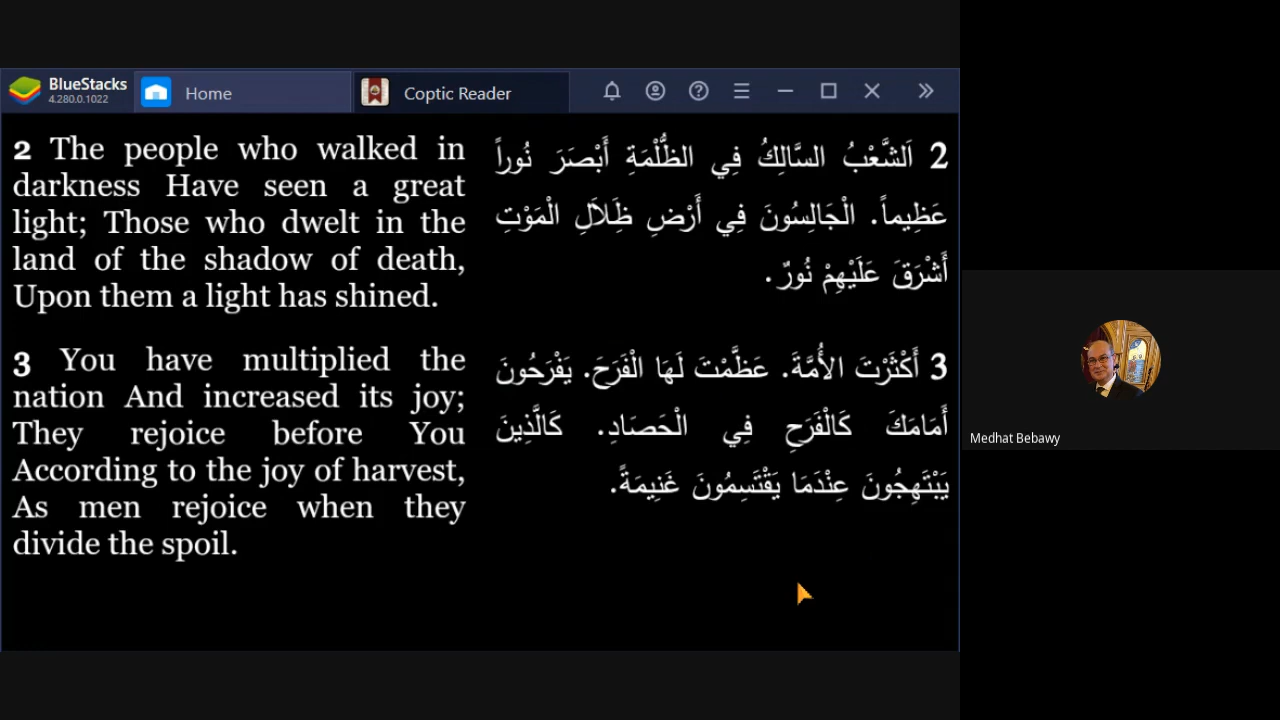 BlueStacks
4.280.0.1022
Home
Coptic Reader
2 The people who walked in
darkness Have seen a great
light; Those who dwelt in the
land of the shadow of death,
Upon them a light has shined.
3 You have multiplied the
nation And increased its joy;
They rejoice before You
According to the joy of harvest,
As men rejoice when they
divide the spoil.
2 اَلشَّعْبُ السَّالِكُ فِي الظُّلْمَةِ أَبْصَرَ نُوراً
عَظِيماً. الْجَالِسُونَ فِي أَرْضِ ظِلاَلِ الْمَوْتِ
أَشْرَقَ عَلَيْهِمْ نُورٌ.
3 أَكْثَرْتَ الأُمَّةَ. عَظَّمْتَ لَهَا الْفَرَحَ. يَفْرَحُونَ
أَمَامَكَ كَالْفَرَحِ فِي الْحَصَادِ. كَالَّذِينَ
يَبْتَهِجُونَ عِنْدَمَا يَقْتَسِمُونَ غَنِيمَةً.
Medhat Bebawy